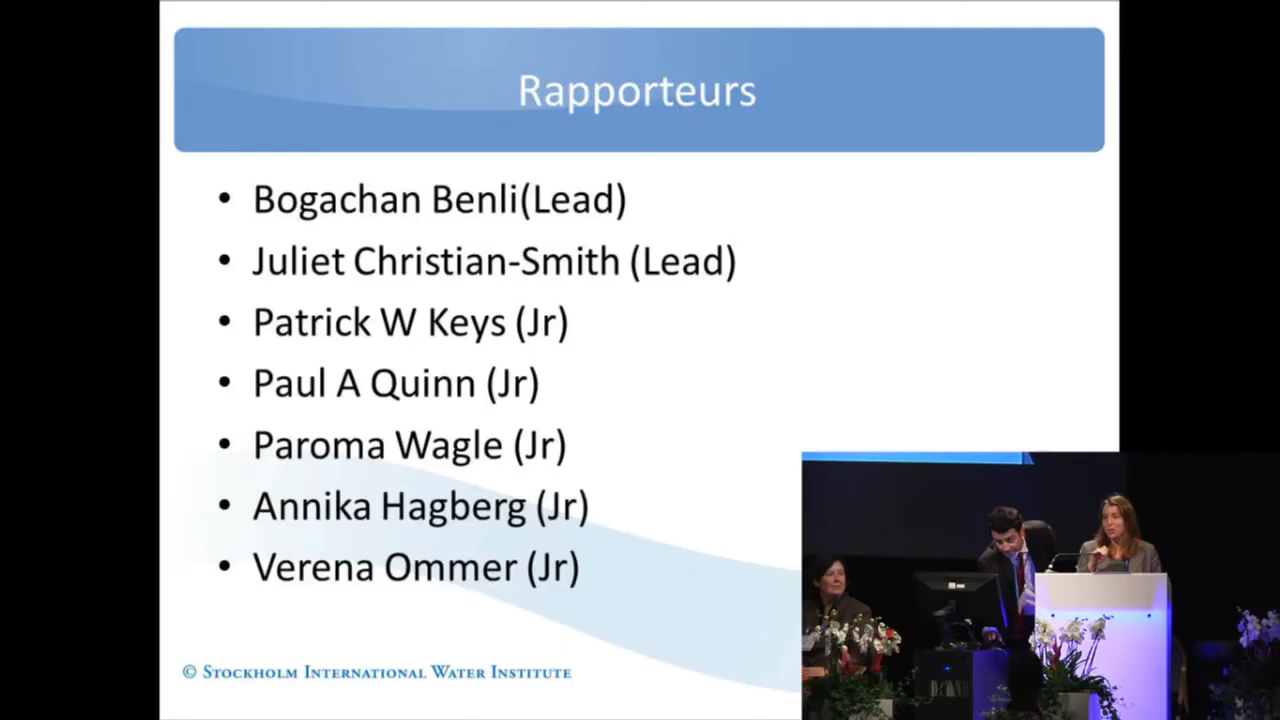 Rapporteurs
• Bogachan Benli(Lead)
• Juliet Christian-Smith (Lead)
• Patrick W Keys (Jr)
• Paul A Quinn (Jr)
• Paroma Wagle (Jr)
• Annika Hagberg (Jr)
• Verena Ommer (Jr)
© Stockholm International Water Institute